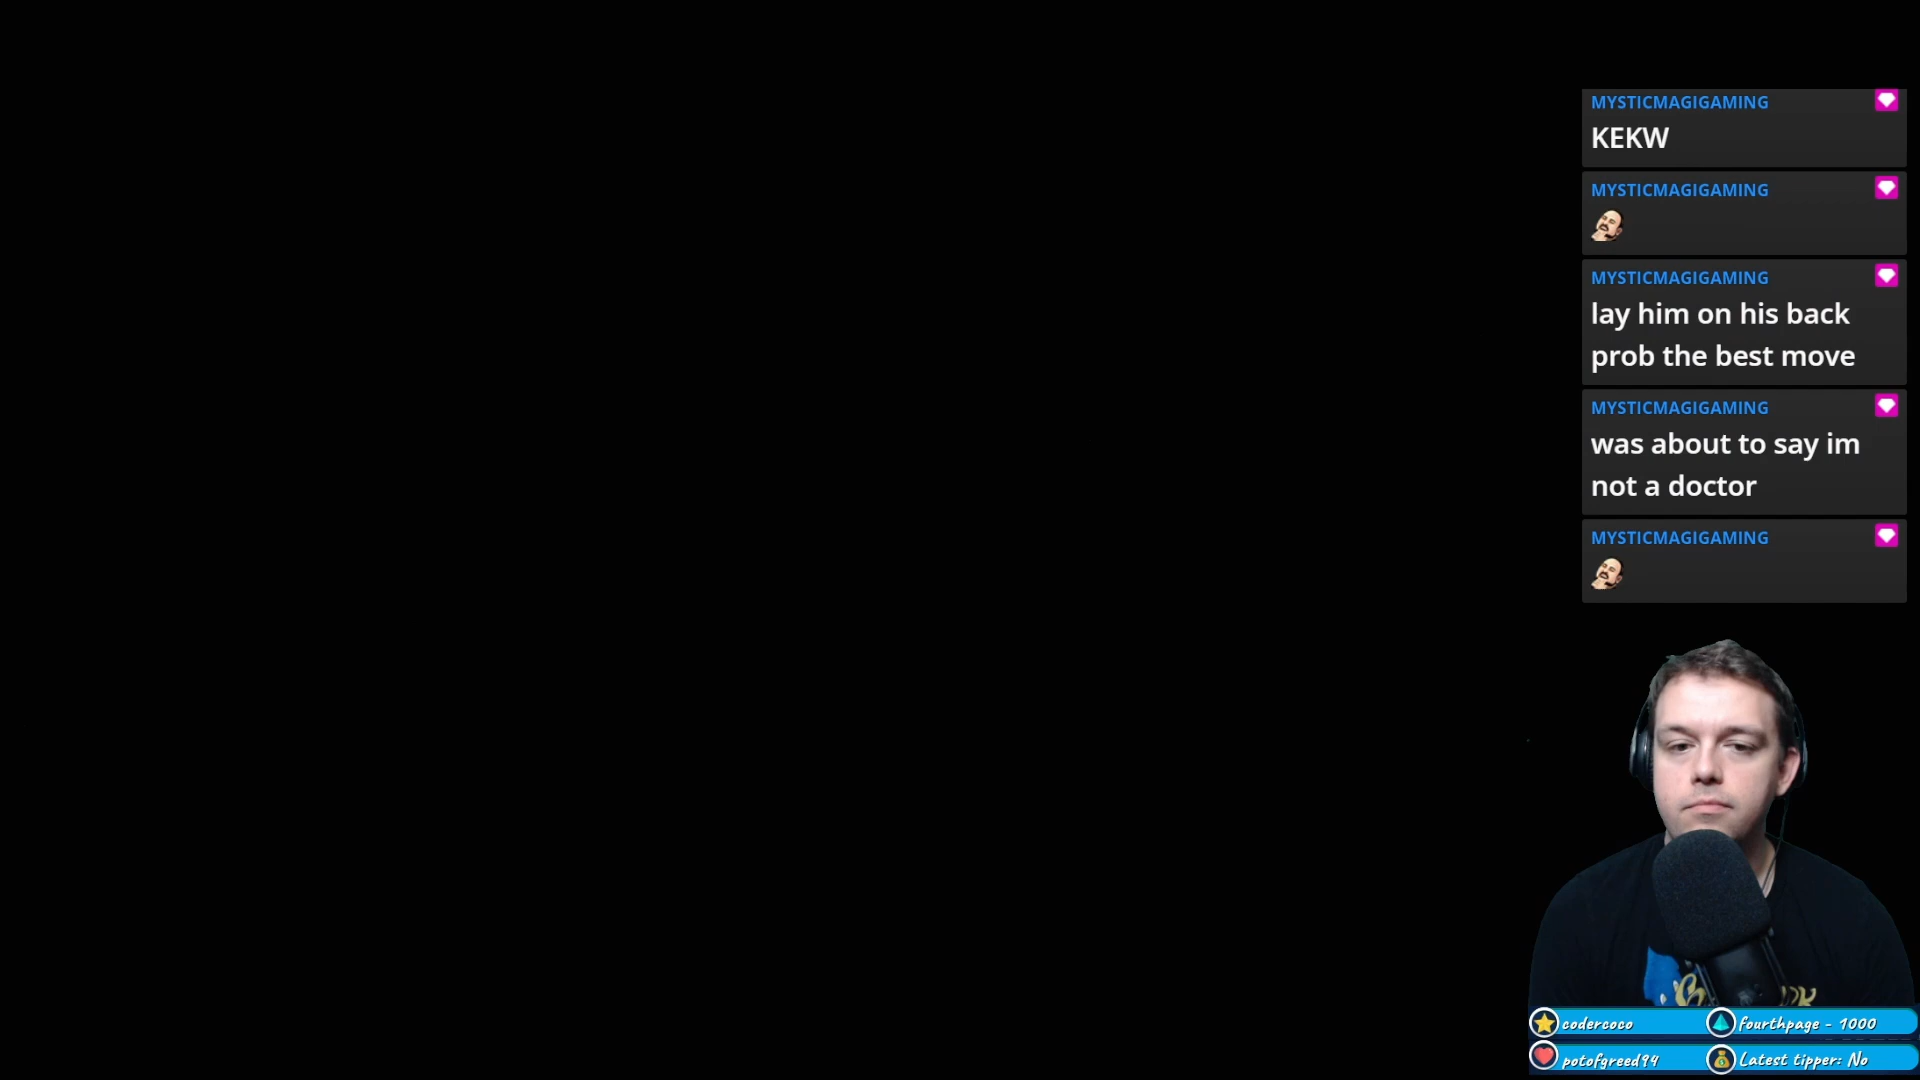 MYSTICMAGIGAMING
KEKW
MYSTICMAGIGAMING
MYSTICMAGIGAMING
lay him on his back
prob the best move
MYSTICMAGIGAMING
was about to say im
not a doctor
MYSTICMAGIGAMING
codercoco
fourthpage - 1000
potofgreed94
Latest tipper: No